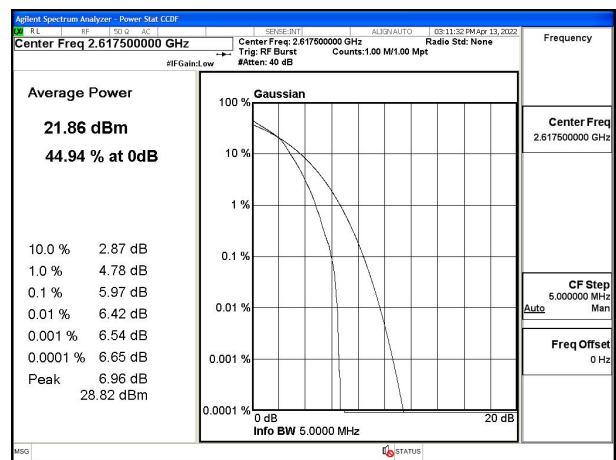 Agilent Spectrum Analyzer - Power Stat CCDF
RL RF 50 Ω AC SENSE:INT ALIGN AUTO 03:11:32 PM Apr 13, 2022
Center Freq 2.617500000 GHz
Center Freq: 2.617500000 GHz Radio Std: None
Trig: RF Burst Counts:1.00 M/1.00 Mpt
#IFGain:Low #Atten: 40 dB
Frequency
Average Power
21.86 dBm
44.94 % at 0dB
10.0 % 2.87 dB
1.0 % 4.78 dB
0.1 % 5.97 dB
0.01 % 6.42 dB
0.001 % 6.54 dB
0.0001 % 6.65 dB
Peak 6.96 dB
28.82 dBm
Gaussian
100 %
10 %
1 %
0.1 %
0.01 %
0.001 %
0.0001 %
0 dB 20 dB
Info BW 5.0000 MHz
Center Freq
2.617500000 GHz
CF Step
5.000000 MHz
Auto Man
Freq Offset
0 Hz
MSG STATUS